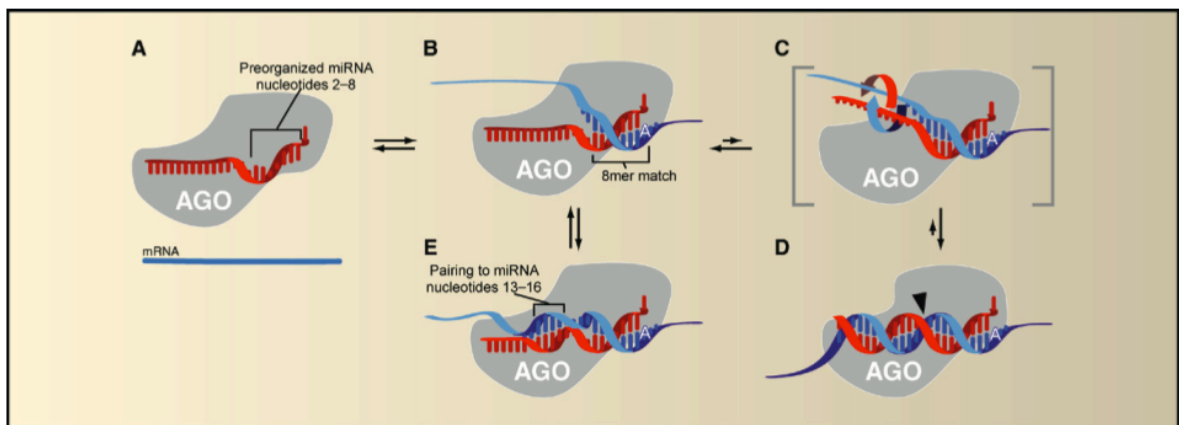 A
Preorganized miRNA
nucleotides 2–8
AGO
mRNA
B
A
AGO
8mer match
C
A
AGO
E
Pairing to miRNA
nucleotides 13–16
A
AGO
D
A
AGO